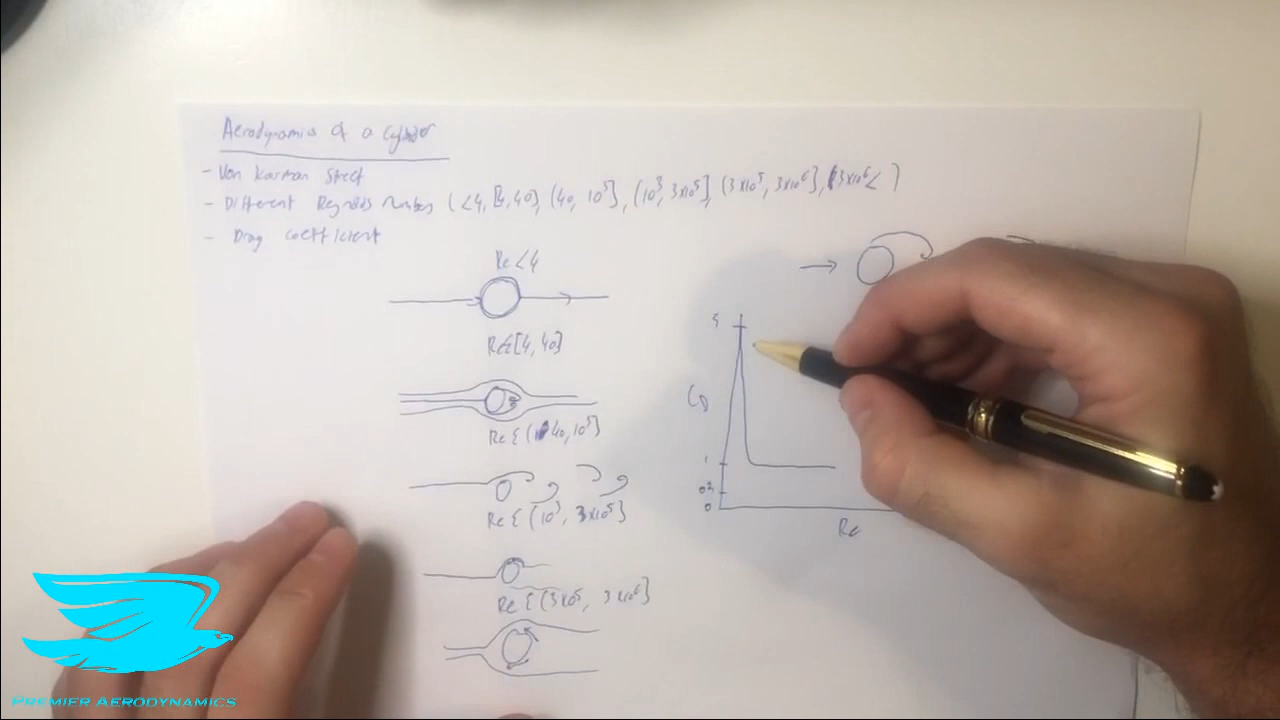 Aerodynamics of a cylinder
- Von Karman Street
- Different Reynolds numbers (<4, [4,40], (40, 10³], (10³, 3x10⁵], (3x10⁵, 3x10⁶], (3x10⁶< )
- Drag coefficient
Re<4
Re∈[4,40]
Re∈(40,10³]
Re∈(10³, 3x10⁵]
Re∈(3x10⁵, 3x10⁶]
5
CD
1
0
Re
PREMIER AERODYNAMICS